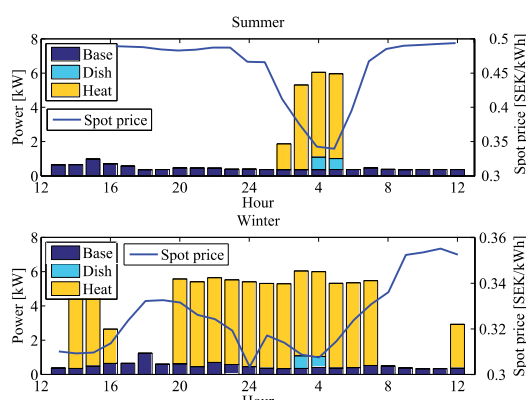 Summer
8
6
4
2
0
Power [kW]
Base
Dish
Heat
Spot price
0.5
0.45
0.4
0.35
0.3
Spot price [SEK/kWh]
12 16 20 24 4 8 12
Hour
Winter
8
6
4
2
0
Power [kW]
Base
Dish
Heat
Spot price
0.36
0.34
0.32
0.3
Spot price [SEK/kWh]
12 16 20 24 4 8 12
Hour